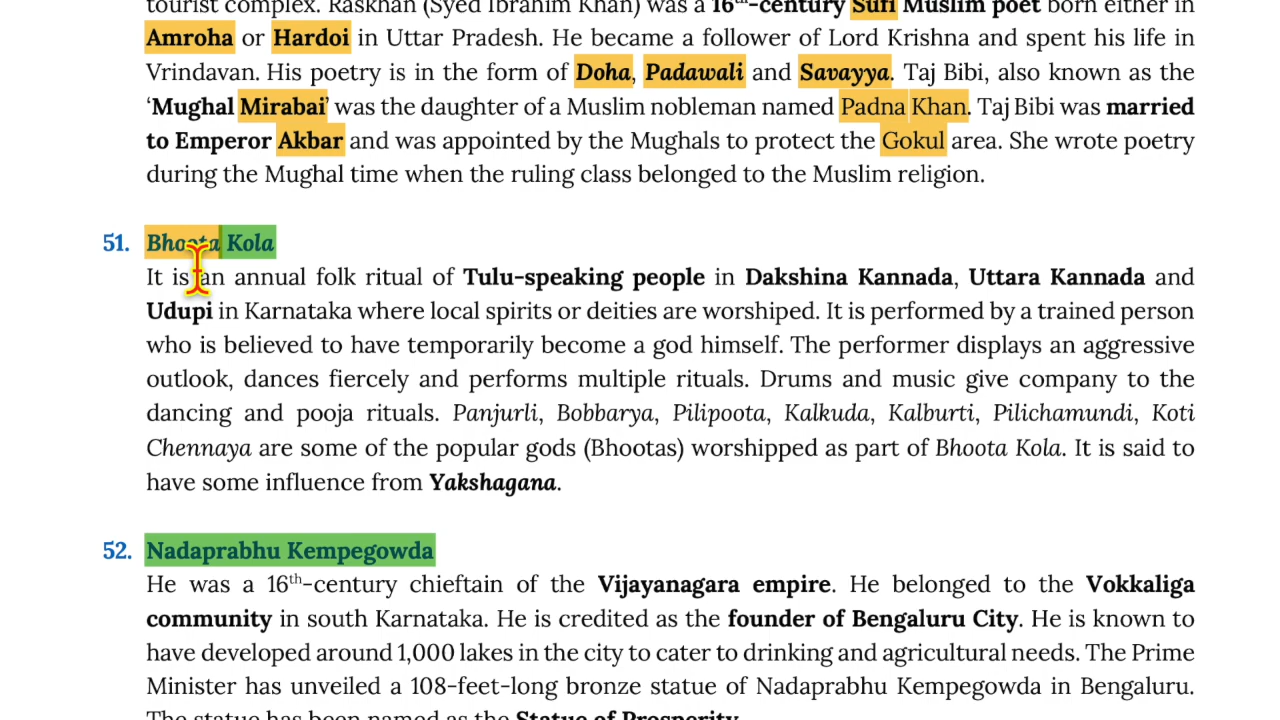 tourist complex. Raskhan (Syed Ibrahim Khan) was a 16th-century Sufi Muslim poet born either in
Amroha or Hardoi in Uttar Pradesh. He became a follower of Lord Krishna and spent his life in
Vrindavan. His poetry is in the form of Doha, Padawali and Savayya. Taj Bibi, also known as the
‘Mughal Mirabai’ was the daughter of a Muslim nobleman named Padna Khan. Taj Bibi was married
to Emperor Akbar and was appointed by the Mughals to protect the Gokul area. She wrote poetry
during the Mughal time when the ruling class belonged to the Muslim religion.
51. Bhoota Kola
It is an annual folk ritual of Tulu-speaking people in Dakshina Kannada, Uttara Kannada and
Udupi in Karnataka where local spirits or deities are worshiped. It is performed by a trained person
who is believed to have temporarily become a god himself. The performer displays an aggressive
outlook, dances fiercely and performs multiple rituals. Drums and music give company to the
dancing and pooja rituals. Panjurli, Bobbarya, Pilipoota, Kalkuda, Kalburti, Pilichamundi, Koti
Chennaya are some of the popular gods (Bhootas) worshipped as part of Bhoota Kola. It is said to
have some influence from Yakshagana.
52. Nadaprabhu Kempegowda
He was a 16th-century chieftain of the Vijayanagara empire. He belonged to the Vokkaliga
community in south Karnataka. He is credited as the founder of Bengaluru City. He is known to
have developed around 1,000 lakes in the city to cater to drinking and agricultural needs. The Prime
Minister has unveiled a 108-feet-long bronze statue of Nadaprabhu Kempegowda in Bengaluru.
The statue has been named as the Statue of Prosperity.